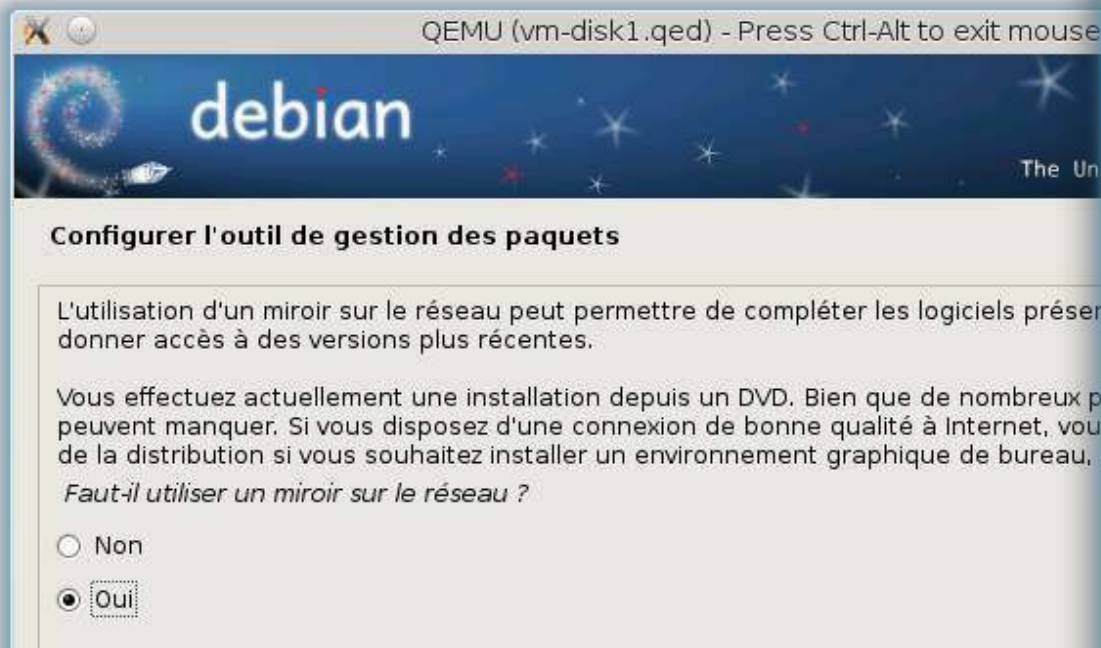 QEMU (vm-disk1.qed) - Press Ctrl-Alt to exit mouse
debian
The Un
Configurer l'outil de gestion des paquets
L'utilisation d'un miroir sur le réseau peut permettre de compléter les logiciels présen
donner accès à des versions plus récentes.
Vous effectuez actuellement une installation depuis un DVD. Bien que de nombreux p
peuvent manquer. Si vous disposez d'une connexion de bonne qualité à Internet, vou
de la distribution si vous souhaitez installer un environnement graphique de bureau,
Faut-il utiliser un miroir sur le réseau ?
Non
Oui